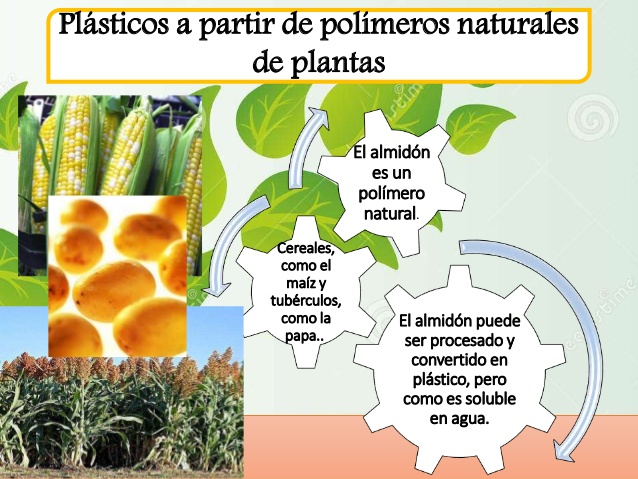 Plásticos a partir de polímeros naturales
de plantas
El almidón
es un
polímero
natural.
Cereales,
como el
maíz y
tubérculos,
como la
papa..
El almidón puede
ser procesado y
convertido en
plástico, pero
como es soluble
en agua.